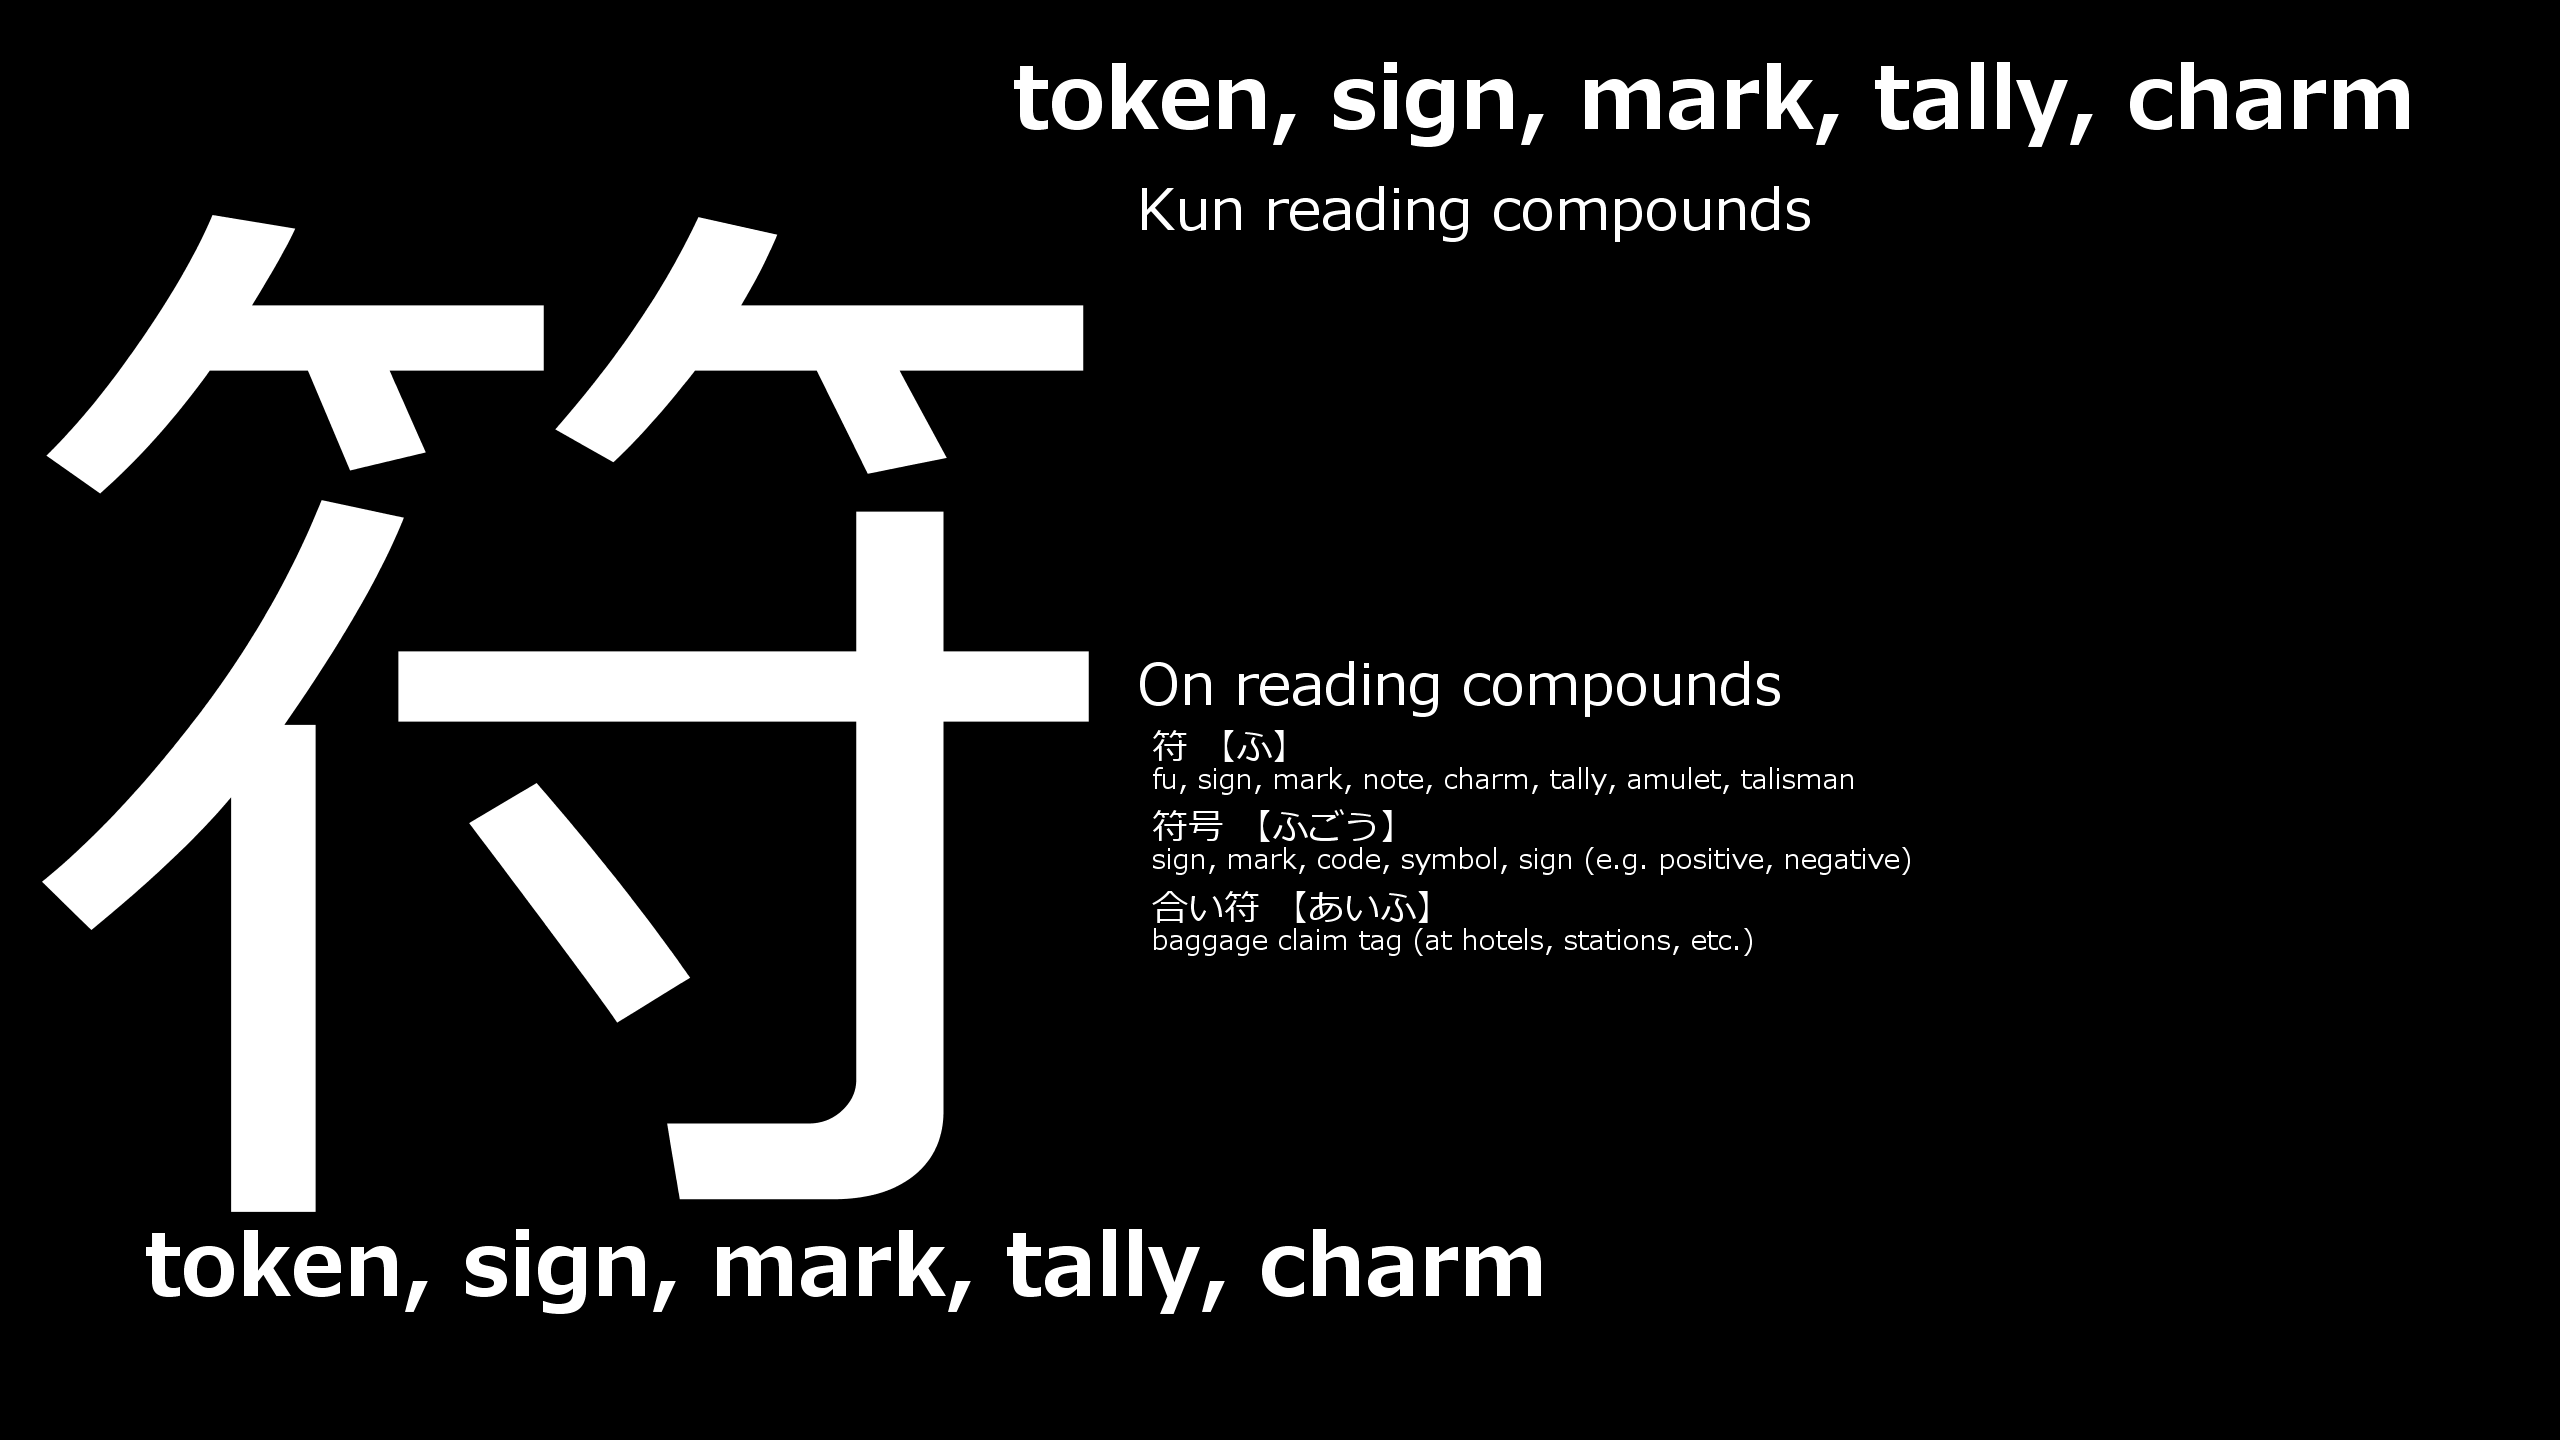 token, sign, mark, tally, charm
符
Kun reading compounds
On reading compounds
符 【ふ】
fu, sign, mark, note, charm, tally, amulet, talisman
符号 【ふごう】
sign, mark, code, symbol, sign (e.g. positive, negative)
合い符 【あいふ】
baggage claim tag (at hotels, stations, etc.)
token, sign, mark, tally, charm